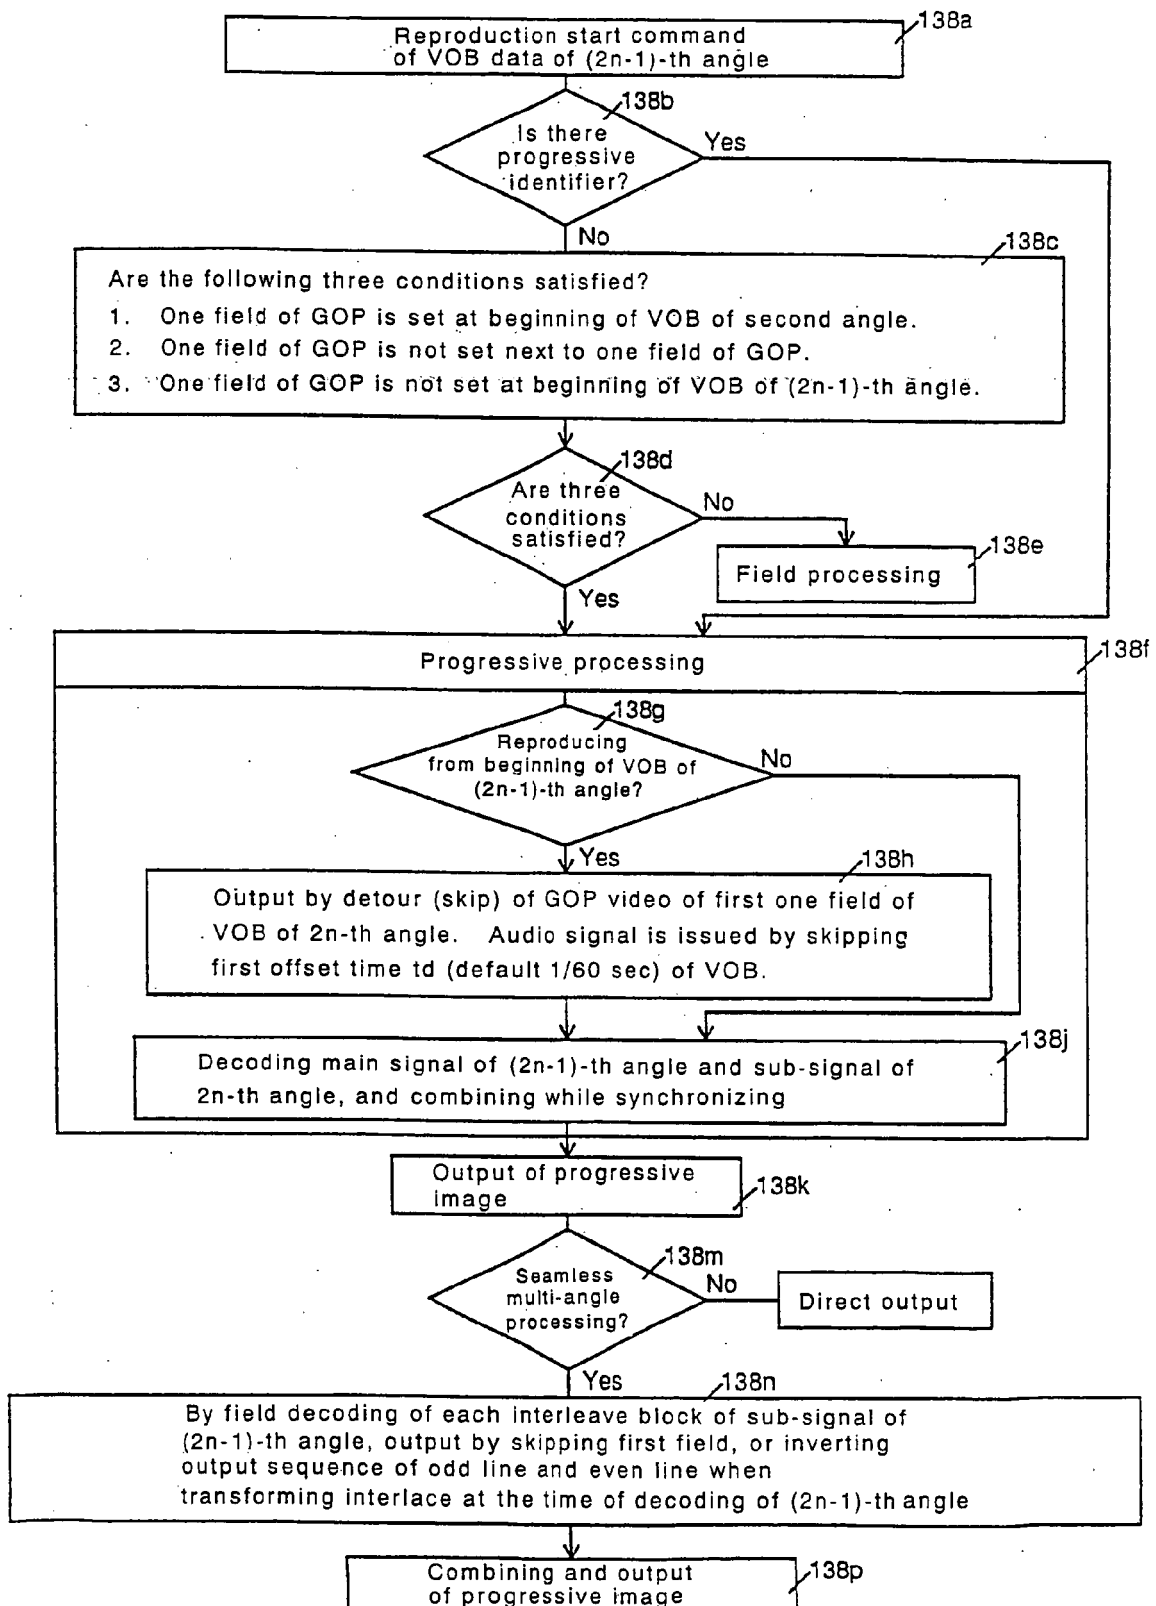 138a
Reproduction start command
of VOB data of (2n-1)-th angle
138b
Is there
progressive
identifier?
Yes
No
138c
Are the following three conditions satisfied?
1. One field of GOP is set at beginning of VOB of second angle.
2. One field of GOP is not set next to one field of GOP.
3. One field of GOP is not set at beginning of VOB of (2n-1)-th angle.
138d
Are three
conditions
satisfied?
No
138e
Field processing
Yes
Progressive processing
138f
138g
Reproducing
from beginning of VOB of
(2n-1)-th angle?
No
Yes
138h
Output by detour (skip) of GOP video of first one field of
VOB of 2n-th angle. Audio signal is issued by skipping
first offset time td (default 1/60 sec) of VOB.
138j
Decoding main signal of (2n-1)-th angle and sub-signal of
2n-th angle, and combining while synchronizing
Output of progressive
image
138k
138m
Seamless
multi-angle
processing?
No
Direct output
Yes
138n
By field decoding of each interleave block of sub-signal of
(2n-1)-th angle, output by skipping first field, or inverting
output sequence of odd line and even line when
transforming interlace at the time of decoding of (2n-1)-th angle
Combining and output
of progressive image
138p